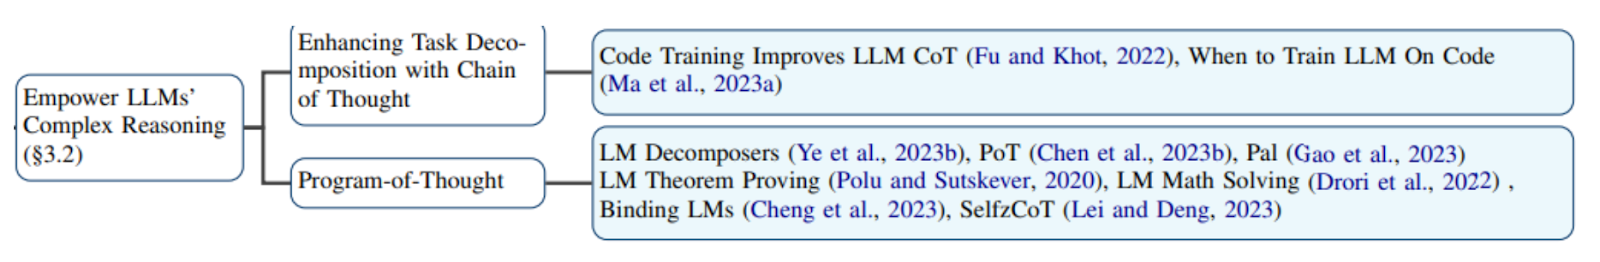 Enhancing Task Deco-
mposition with Chain
of Thought
Code Training Improves LLM CoT (Fu and Khot, 2022), When to Train LLM On Code
(Ma et al., 2023a)
Empower LLMs'
Complex Reasoning
(§3.2)
Program-of-Thought
LM Decomposers (Ye et al., 2023b), PoT (Chen et al., 2023b), Pal (Gao et al., 2023)
LM Theorem Proving (Polu and Sutskever, 2020), LM Math Solving (Drori et al., 2022) ,
Binding LMs (Cheng et al., 2023), SelfzCoT (Lei and Deng, 2023)